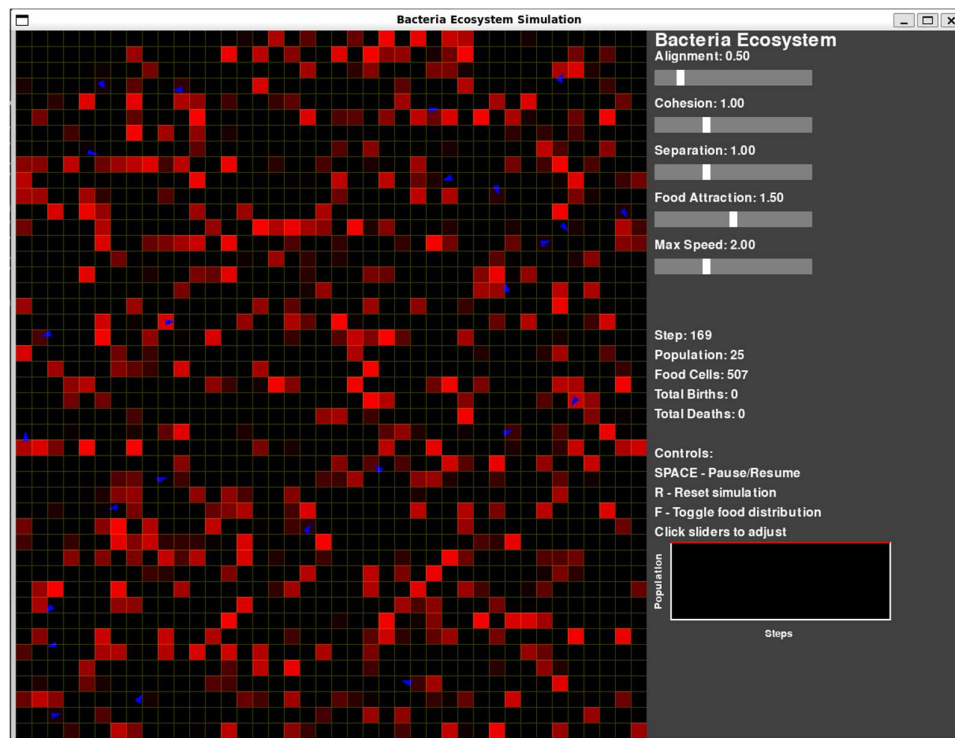 Bacteria Ecosystem Simulation
Bacteria Ecosystem
Alignment: 0.50
Cohesion: 1.00
Separation: 1.00
Food Attraction: 1.50
Max Speed: 2.00
Step: 169
Population: 25
Food Cells: 507
Total Births: 0
Total Deaths: 0
Controls:
SPACE - Pause/Resume
R - Reset simulation
F - Toggle food distribution
Click sliders to adjust
Population
Steps